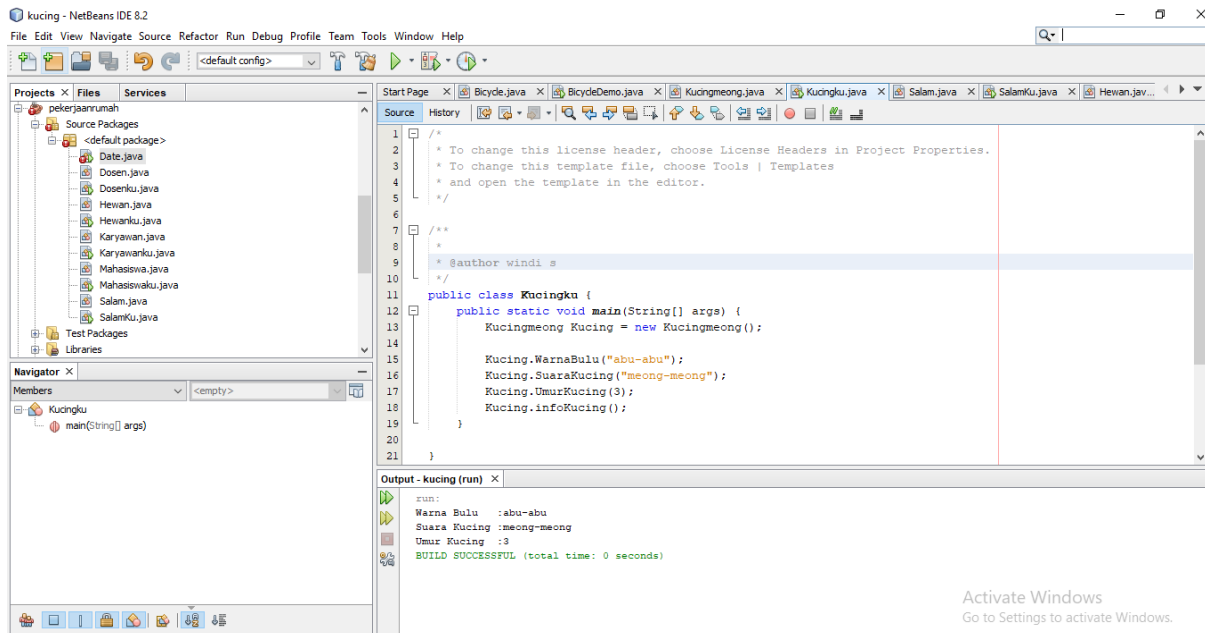 kucing - NetBeans IDE 8.2
File Edit View Navigate Source Refactor Run Debug Profile Team Tools Window Help
<default config>
Projects Files Services
pekerjaanrumah
Source Packages
<default package>
Date.java
Dosen.java
Dosenku.java
Hewan.java
Hewanku.java
Karyawan.java
Karyawanku.java
Mahasiswa.java
Mahasiswaku.java
Salam.java
SalamKu.java
Test Packages
Libraries
Navigator
Members <empty>
Kucingku
main(String[] args)
Start Page Bicycle.java BicycleDemo.java Kucingmeong.java Kucingku.java Salam.java SalamKu.java Hewan.jav...
Source History
1 /*
2 * To change this license header, choose License Headers in Project Properties.
3 * To change this template file, choose Tools | Templates
4 * and open the template in the editor.
5 */
6
7 /**
8 *
9 * @author windi s
10 */
11 public class Kucingku {
12 public static void main(String[] args) {
13 Kucingmeong Kucing = new Kucingmeong();
14
15 Kucing.WarnaBulu("abu-abu");
16 Kucing.SuaraKucing("meong-meong");
17 Kucing.UmurKucing(3);
18 Kucing.infoKucing();
19 }
20
21 }
Output - kucing (run)
run:
Warna Bulu :abu-abu
Suara Kucing :meong-meong
Umur Kucing :3
BUILD SUCCESSFUL (total time: 0 seconds)
Activate Windows
Go to Settings to activate Windows.